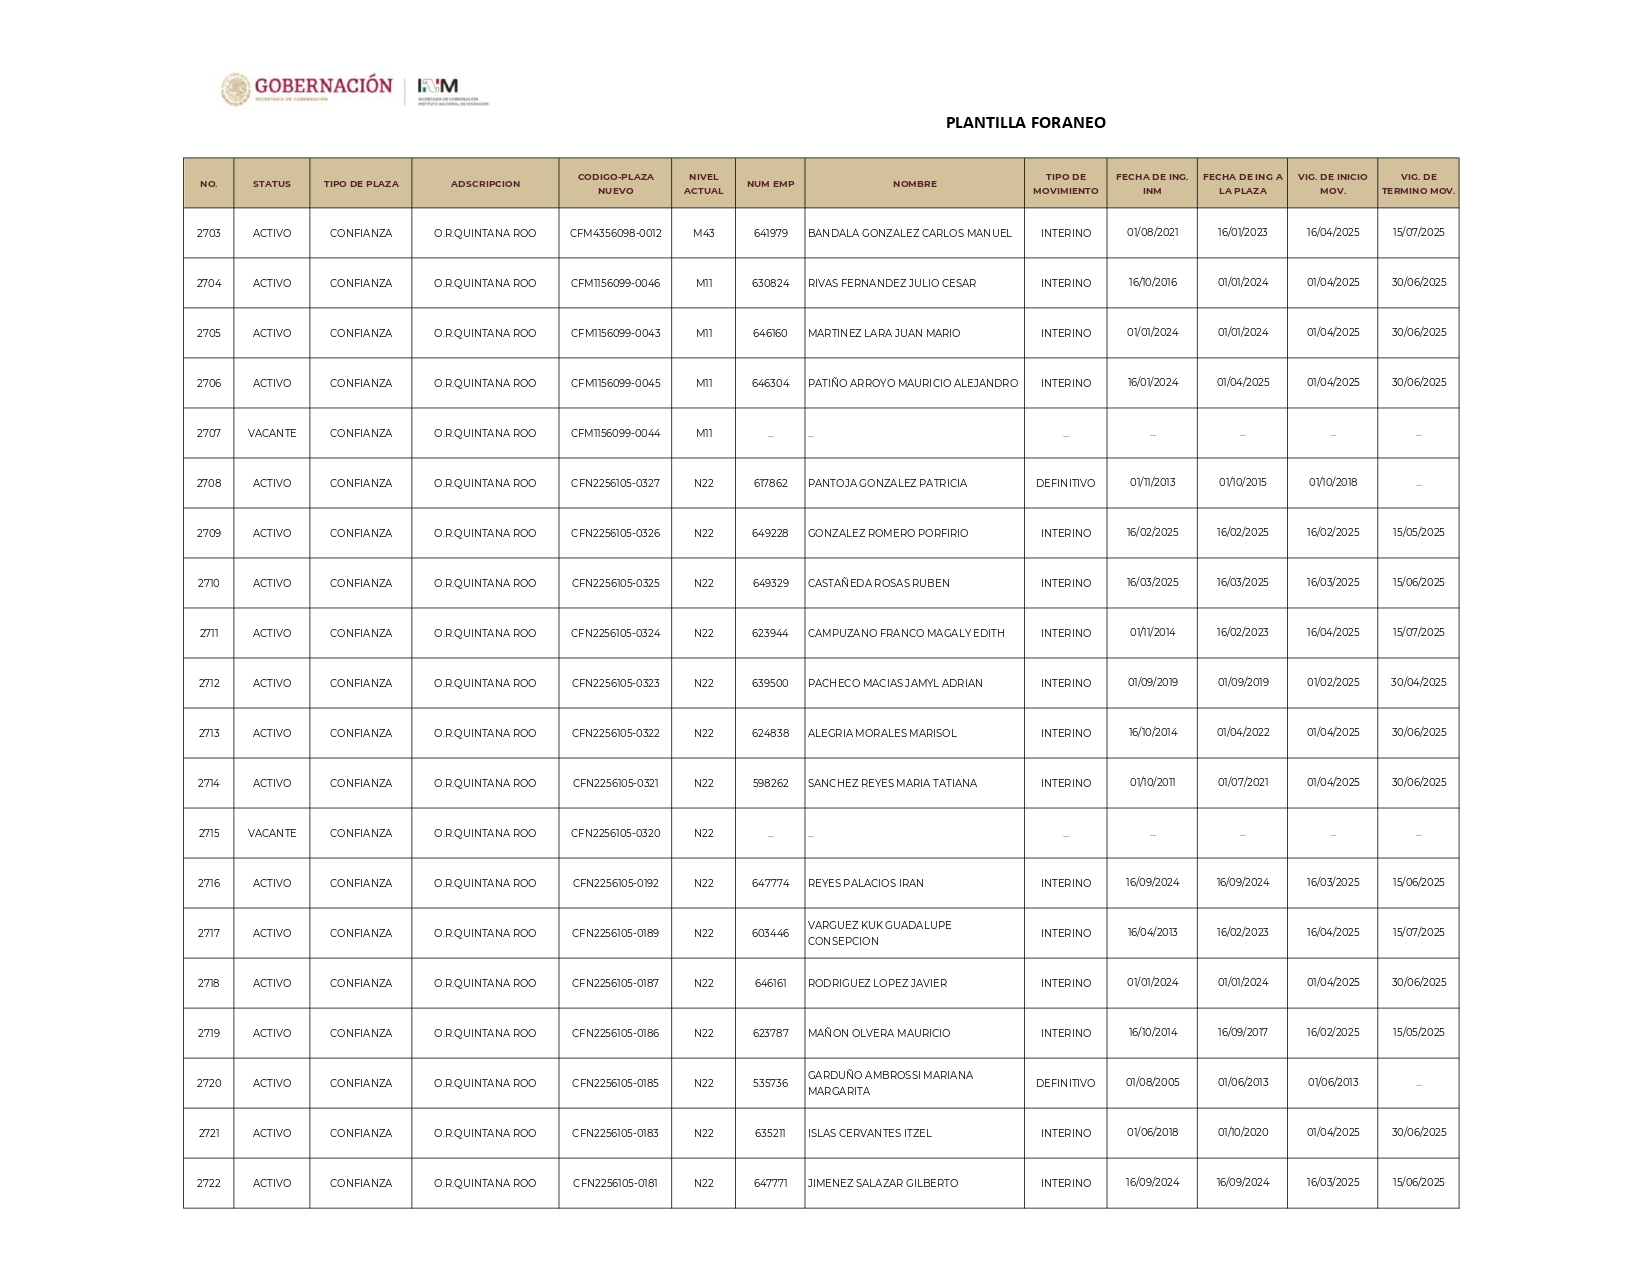 GOBERNACIÓN
SECRETARÍA DE GOBERNACIÓN
INM
SECRETARÍA DE GOBERNACIÓN
INSTITUTO NACIONAL DE MIGRACIÓN
PLANTILLA FORANEO
NO. STATUS TIPO DE PLAZA ADSCRIPCION CODIGO-PLAZA NUEVO NIVEL ACTUAL NUM EMP NOMBRE TIPO DE MOVIMIENTO FECHA DE ING. INM FECHA DE ING A LA PLAZA VIG. DE INICIO MOV. VIG. DE TERMINO MOV.
2703 ACTIVO CONFIANZA O.R.QUINTANA ROO CFM4356098-0012 M43 641979 BANDALA GONZALEZ CARLOS MANUEL INTERINO 01/08/2021 16/01/2023 16/04/2025 15/07/2025
2704 ACTIVO CONFIANZA O.R.QUINTANA ROO CFM1156099-0046 M11 630824 RIVAS FERNANDEZ JULIO CESAR INTERINO 16/10/2016 01/01/2024 01/04/2025 30/06/2025
2705 ACTIVO CONFIANZA O.R.QUINTANA ROO CFM1156099-0043 M11 646160 MARTINEZ LARA JUAN MARIO INTERINO 01/01/2024 01/01/2024 01/04/2025 30/06/2025
2706 ACTIVO CONFIANZA O.R.QUINTANA ROO CFM1156099-0045 M11 646304 PATIÑO ARROYO MAURICIO ALEJANDRO INTERINO 16/01/2024 01/04/2025 01/04/2025 30/06/2025
2707 VACANTE CONFIANZA O.R.QUINTANA ROO CFM1156099-0044 M11 ... ... ... ... ... ... ...
2708 ACTIVO CONFIANZA O.R.QUINTANA ROO CFN2256105-0327 N22 617862 PANTOJA GONZALEZ PATRICIA DEFINITIVO 01/11/2013 01/10/2015 01/10/2018 ...
2709 ACTIVO CONFIANZA O.R.QUINTANA ROO CFN2256105-0326 N22 649228 GONZALEZ ROMERO PORFIRIO INTERINO 16/02/2025 16/02/2025 16/02/2025 15/05/2025
2710 ACTIVO CONFIANZA O.R.QUINTANA ROO CFN2256105-0325 N22 649329 CASTAÑEDA ROSAS RUBEN INTERINO 16/03/2025 16/03/2025 16/03/2025 15/06/2025
2711 ACTIVO CONFIANZA O.R.QUINTANA ROO CFN2256105-0324 N22 623944 CAMPUZANO FRANCO MAGALY EDITH INTERINO 01/11/2014 16/02/2023 16/04/2025 15/07/2025
2712 ACTIVO CONFIANZA O.R.QUINTANA ROO CFN2256105-0323 N22 639500 PACHECO MACIAS JAMYL ADRIAN INTERINO 01/09/2019 01/09/2019 01/02/2025 30/04/2025
2713 ACTIVO CONFIANZA O.R.QUINTANA ROO CFN2256105-0322 N22 624838 ALEGRIA MORALES MARISOL INTERINO 16/10/2014 01/04/2022 01/04/2025 30/06/2025
2714 ACTIVO CONFIANZA O.R.QUINTANA ROO CFN2256105-0321 N22 598262 SANCHEZ REYES MARIA TATIANA INTERINO 01/10/2011 01/07/2021 01/04/2025 30/06/2025
2715 VACANTE CONFIANZA O.R.QUINTANA ROO CFN2256105-0320 N22 ... ... ... ... ... ... ...
2716 ACTIVO CONFIANZA O.R.QUINTANA ROO CFN2256105-0192 N22 647774 REYES PALACIOS IRAN INTERINO 16/09/2024 16/09/2024 16/03/2025 15/06/2025
2717 ACTIVO CONFIANZA O.R.QUINTANA ROO CFN2256105-0189 N22 603446 VARGUEZ KUK GUADALUPE CONSEPCION INTERINO 16/04/2013 16/02/2023 16/04/2025 15/07/2025
2718 ACTIVO CONFIANZA O.R.QUINTANA ROO CFN2256105-0187 N22 646161 RODRIGUEZ LOPEZ JAVIER INTERINO 01/01/2024 01/01/2024 01/04/2025 30/06/2025
2719 ACTIVO CONFIANZA O.R.QUINTANA ROO CFN2256105-0186 N22 623787 MAÑON OLVERA MAURICIO INTERINO 16/10/2014 16/09/2017 16/02/2025 15/05/2025
2720 ACTIVO CONFIANZA O.R.QUINTANA ROO CFN2256105-0185 N22 535736 GARDUÑO AMBROSSI MARIANA MARGARITA DEFINITIVO 01/08/2005 01/06/2013 01/06/2013 ...
2721 ACTIVO CONFIANZA O.R.QUINTANA ROO CFN2256105-0183 N22 635211 ISLAS CERVANTES ITZEL INTERINO 01/06/2018 01/10/2020 01/04/2025 30/06/2025
2722 ACTIVO CONFIANZA O.R.QUINTANA ROO CFN2256105-0181 N22 647771 JIMENEZ SALAZAR GILBERTO INTERINO 16/09/2024 16/09/2024 16/03/2025 15/06/2025